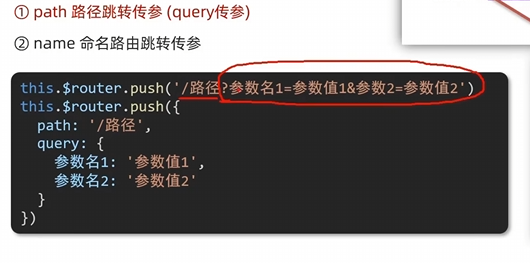 ① path 路径跳转传参 (query传参)
② name 命名路由跳转传参
this.$router.push('/路径?参数名1=参数值1&参数2=参数值2')
this.$router.push({
  path: '/路径',
  query: {
    参数名1: '参数值1',
    参数名2: '参数值2'
  }
})